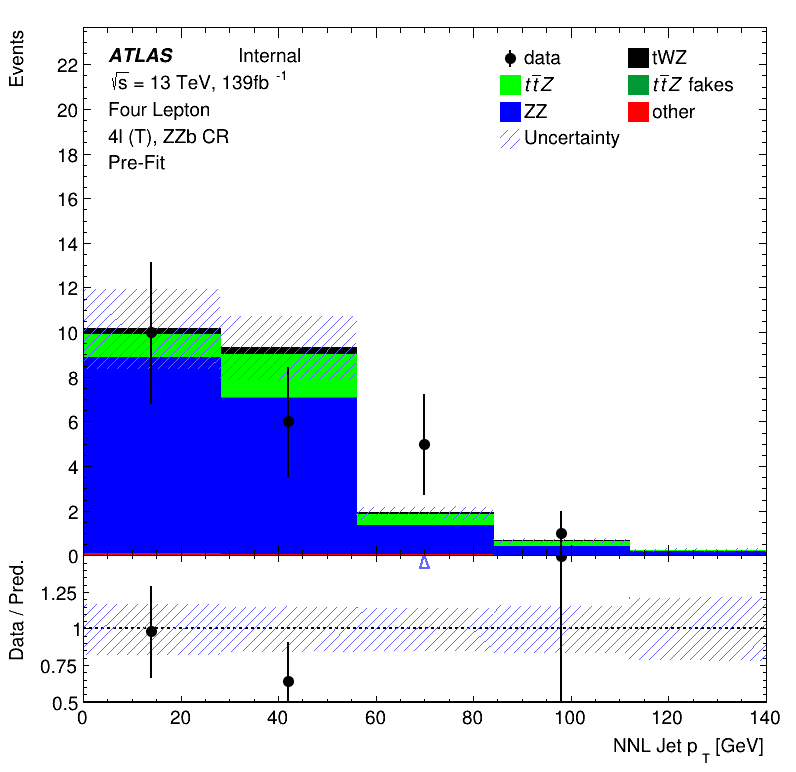 Events
22
20
18
16
14
12
10
8
6
4
2
0
ATLAS Internal
√s = 13 TeV, 139fb⁻¹
Four Lepton
4l (T), ZZb CR
Pre-Fit
data
tWZ
tt̄Z
tt̄Z fakes
ZZ
other
Uncertainty
Data / Pred.
1.25
1
0.75
0.5
0 20 40 60 80 100 120 140
NNL Jet p_T [GeV]